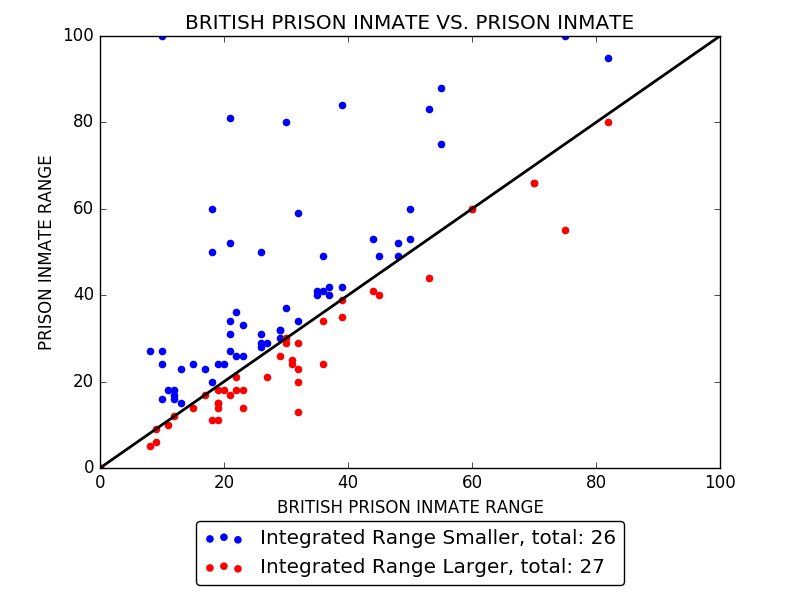 BRITISH PRISON INMATE VS. PRISON INMATE
100
80
60
40
20
0
PRISON INMATE RANGE
0 20 40 60 80 100
BRITISH PRISON INMATE RANGE
Integrated Range Smaller, total: 26
Integrated Range Larger, total: 27